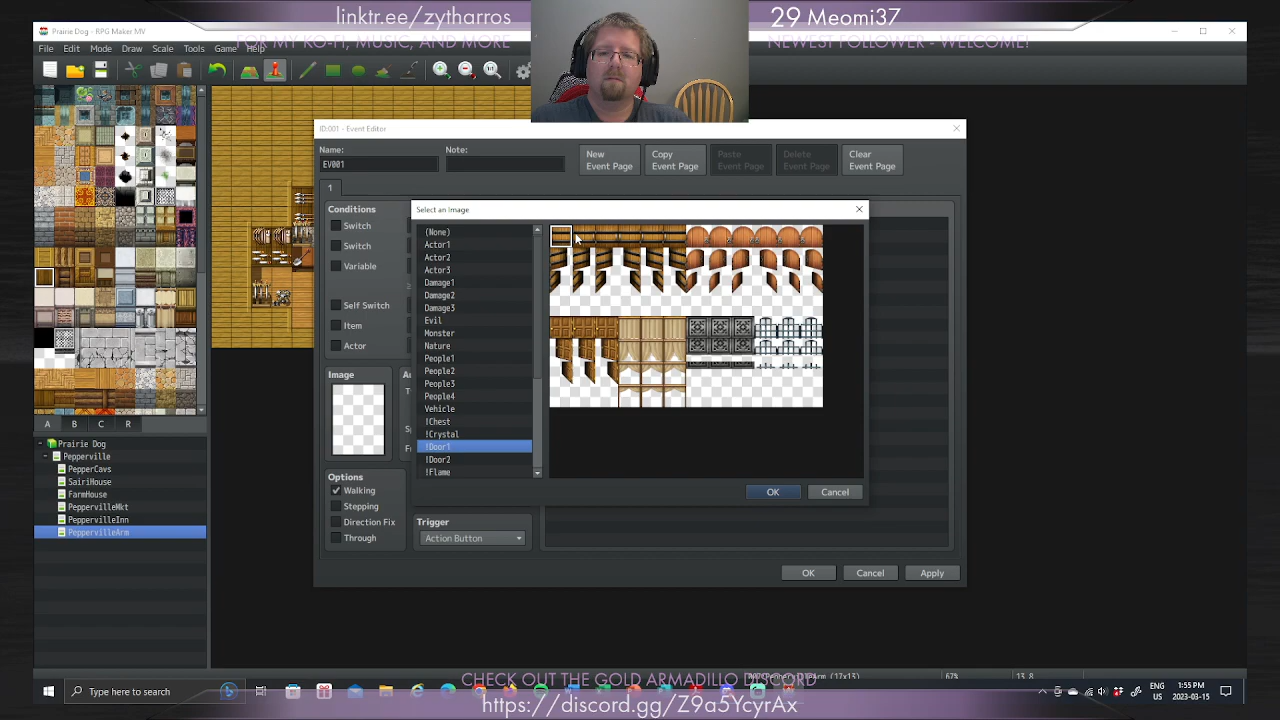 linktr.ee/zytharros
29 Meomi37
Prairie Dog - RPG Maker MV
FOR MY KO-FI, MUSIC, AND MORE
NEWEST FOLLOWER - WELCOME!
File Edit Mode Draw Scale Tools Game Help
ID:001 - Event Editor
Name:
Note:
EV001
New
Event Page
Copy
Event Page
Paste
Event Page
Delete
Event Page
Clear
Event Page
1
Conditions
Switch
Switch
Variable
Self Switch
Item
Actor
Select an Image
(None)
Actor1
Actor2
Actor3
Damage1
Damage2
Damage3
Evil
Monster
Nature
People1
People2
People3
People4
Vehicle
!Chest
!Crystal
!Door1
!Door2
!Flame
OK Cancel
Image
Options
Walking
Stepping
Direction Fix
Through
Trigger
Action Button
OK Cancel Apply
A B C R
Prairie Dog
Pepperville
PepperCavs
SairiHouse
FarmHouse
PeppervilleMkt
PeppervilleInn
PeppervilleArm
CHECK OUT THE GOLD ARMADILLO DISCORD
(17x13)
67%
13,8
https://discord.gg/Z9a5YcyrAx
Type here to search
ENG
US
1:55 PM
2023-03-15